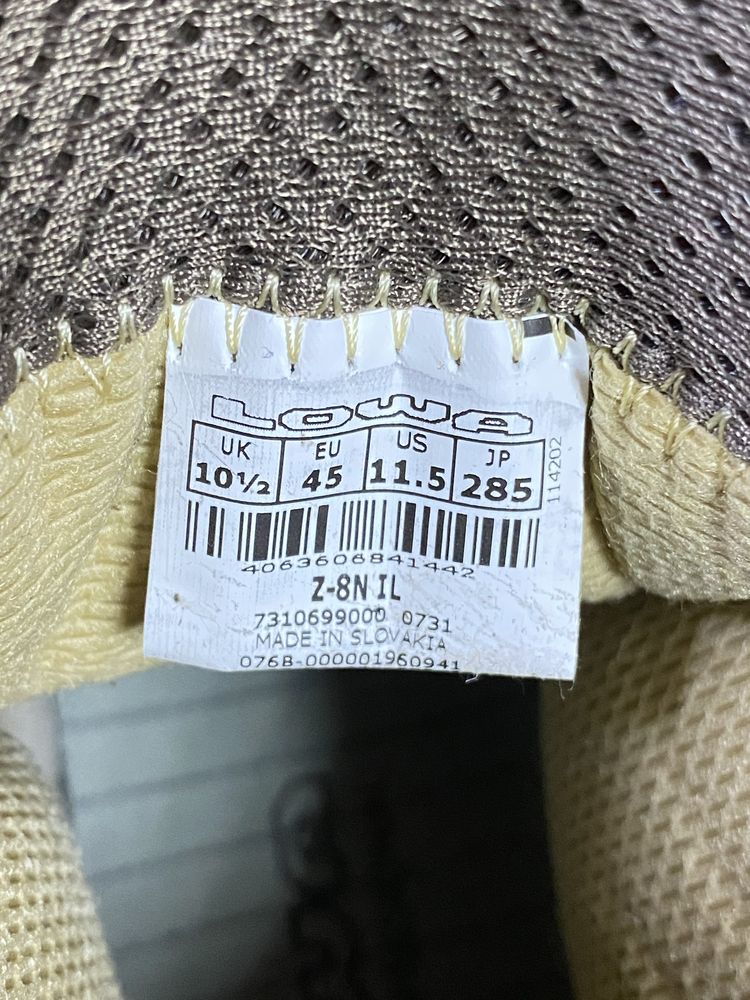 LOWA
UK EU US JP
10½ 45 11.5 285
114202
4063606841442
Z-8N IL
7310699000 0731
MADE IN SLOVAKIA
0768-000001960941